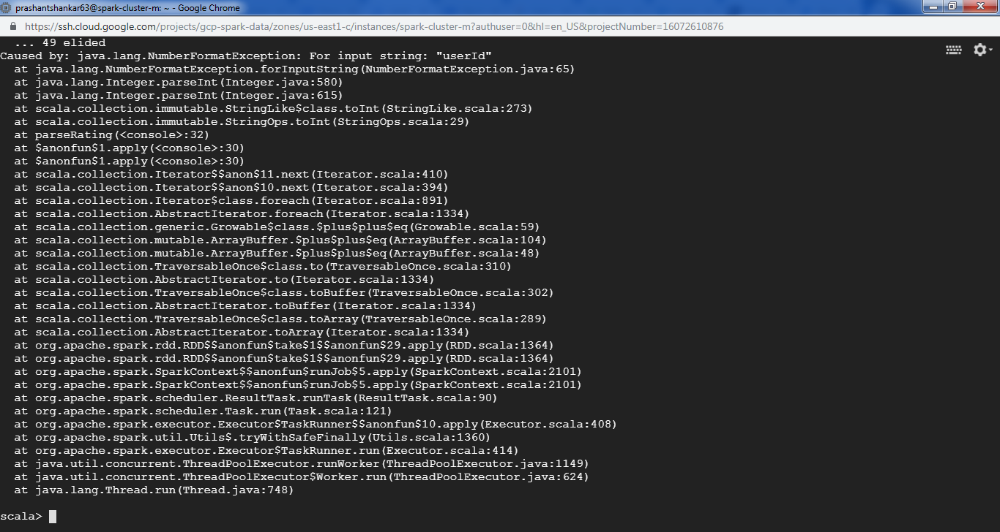 prashantshankar63@spark-cluster-m: ~ - Google Chrome
https://ssh.cloud.google.com/projects/gcp-spark-data/zones/us-east1-c/instances/spark-cluster-m?authuser=0&hl=en_US&projectNumber=16072610876
... 49 elided
Caused by: java.lang.NumberFormatException: For input string: "userId"
at java.lang.NumberFormatException.forInputString(NumberFormatException.java:65)
at java.lang.Integer.parseInt(Integer.java:580)
at java.lang.Integer.parseInt(Integer.java:615)
at scala.collection.immutable.StringLike$class.toInt(StringLike.scala:273)
at scala.collection.immutable.StringOps.toInt(StringOps.scala:29)
at parseRating(<console>:32)
at $anonfun$1.apply(<console>:30)
at $anonfun$1.apply(<console>:30)
at scala.collection.Iterator$$anon$11.next(Iterator.scala:410)
at scala.collection.Iterator$$anon$10.next(Iterator.scala:394)
at scala.collection.Iterator$class.foreach(Iterator.scala:891)
at scala.collection.AbstractIterator.foreach(Iterator.scala:1334)
at scala.collection.generic.Growable$class.$plus$plus$eq(Growable.scala:59)
at scala.collection.mutable.ArrayBuffer.$plus$plus$eq(ArrayBuffer.scala:104)
at scala.collection.mutable.ArrayBuffer.$plus$plus$eq(ArrayBuffer.scala:48)
at scala.collection.TraversableOnce$class.to(TraversableOnce.scala:310)
at scala.collection.AbstractIterator.to(Iterator.scala:1334)
at scala.collection.TraversableOnce$class.toBuffer(TraversableOnce.scala:302)
at scala.collection.AbstractIterator.toBuffer(Iterator.scala:1334)
at scala.collection.TraversableOnce$class.toArray(TraversableOnce.scala:289)
at scala.collection.AbstractIterator.toArray(Iterator.scala:1334)
at org.apache.spark.rdd.RDD$$anonfun$take$1$$anonfun$29.apply(RDD.scala:1364)
at org.apache.spark.rdd.RDD$$anonfun$take$1$$anonfun$29.apply(RDD.scala:1364)
at org.apache.spark.SparkContext$$anonfun$runJob$5.apply(SparkContext.scala:2101)
at org.apache.spark.SparkContext$$anonfun$runJob$5.apply(SparkContext.scala:2101)
at org.apache.spark.scheduler.ResultTask.runTask(ResultTask.scala:90)
at org.apache.spark.scheduler.Task.run(Task.scala:121)
at org.apache.spark.executor.Executor$TaskRunner$$anonfun$10.apply(Executor.scala:408)
at org.apache.spark.util.Utils$.tryWithSafeFinally(Utils.scala:1360)
at org.apache.spark.executor.Executor$TaskRunner.run(Executor.scala:414)
at java.util.concurrent.ThreadPoolExecutor.runWorker(ThreadPoolExecutor.java:1149)
at java.util.concurrent.ThreadPoolExecutor$Worker.run(ThreadPoolExecutor.java:624)
at java.lang.Thread.run(Thread.java:748)
scala>